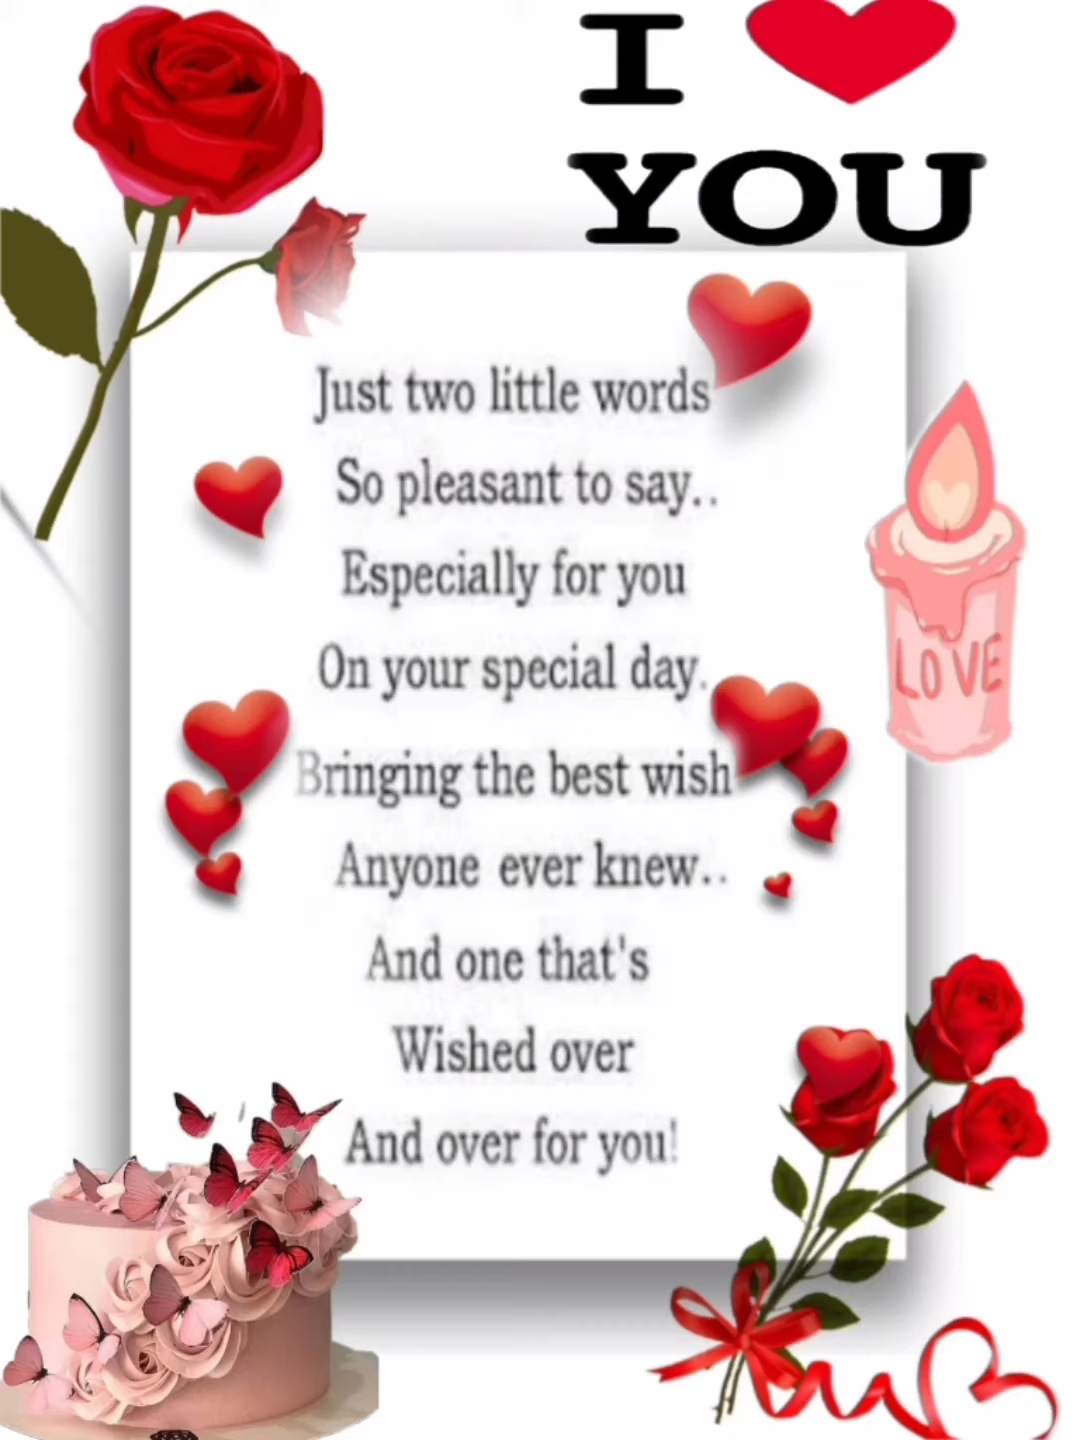 I
YOU
Just two little words
So pleasant to say..
Especially for you
On your special day.
Bringing the best wish
Anyone ever knew..
And one that's
Wished over
And over for you!
LOVE